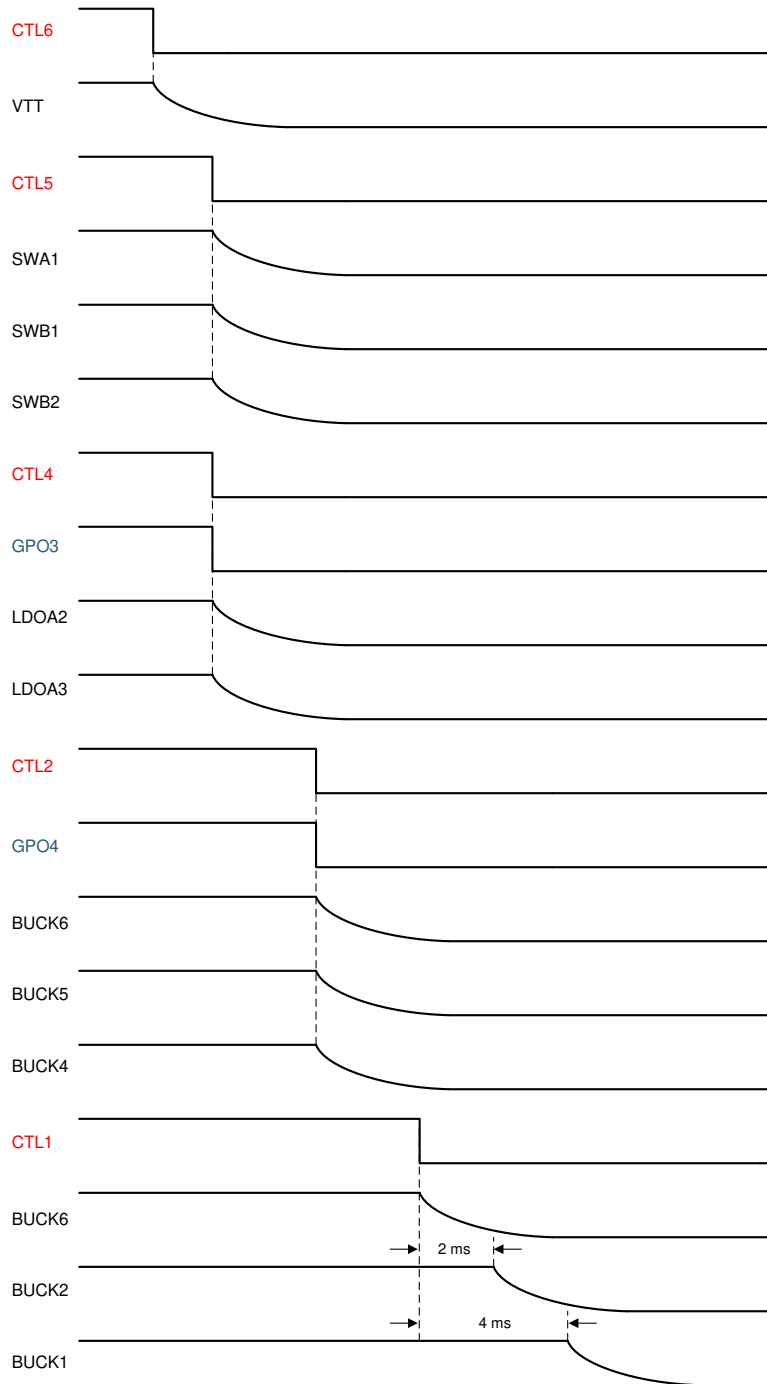 CTL6
VTT
CTL5
SWA1
SWB1
SWB2
CTL4
GPO3
LDOA2
LDOA3
CTL2
GPO4
BUCK6
BUCK5
BUCK4
CTL1
BUCK6
2 ms
BUCK2
4 ms
BUCK1